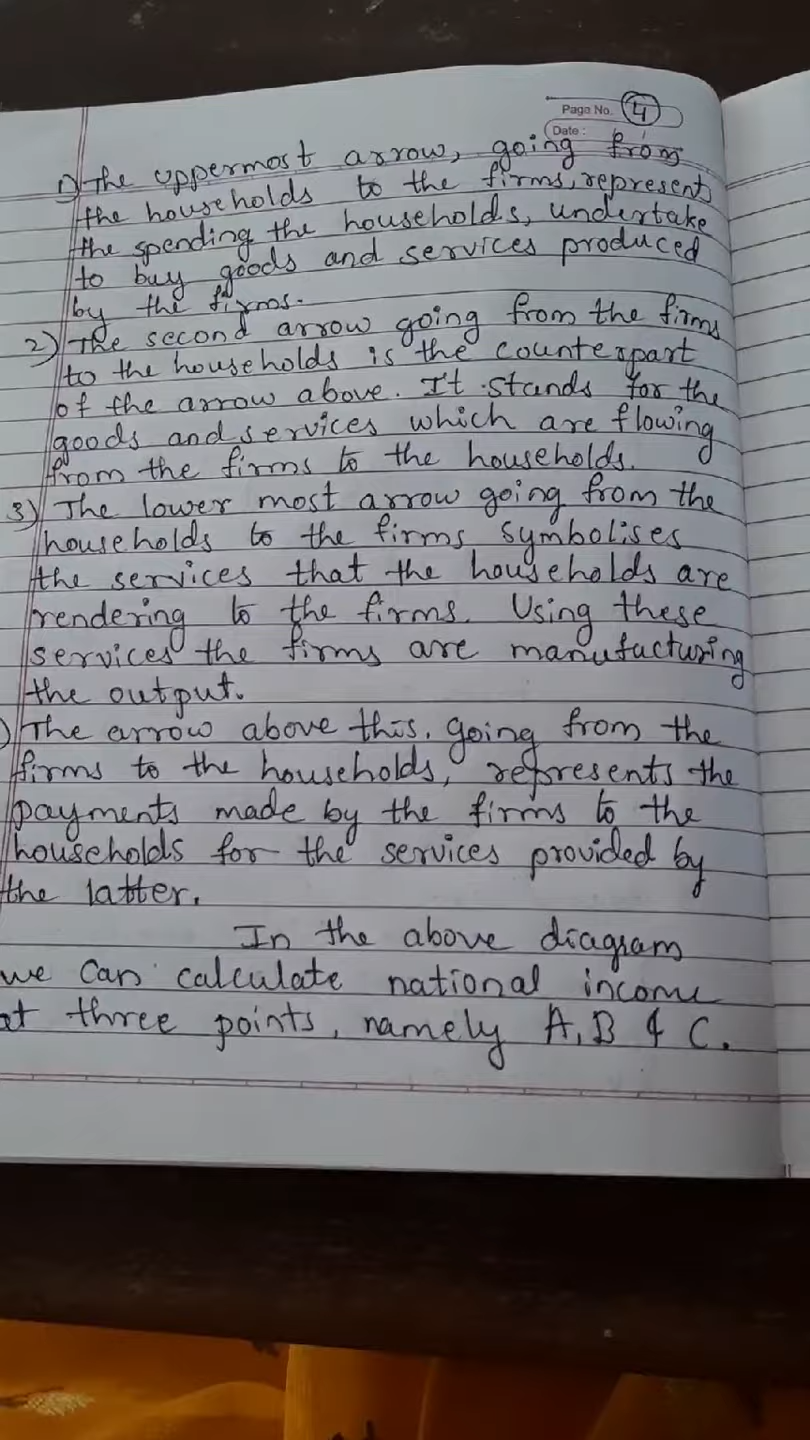 Page No. 4
Date :
1) The uppermost arrow, going from
the households to the firms, represents
the spending the households, undertake
to buy goods and services produced
by the firms.
2) The second arrow going from the firms
to the households is the counterpart
of the arrow above. It stands for the
goods and services which are flowing
from the firms to the households.
3) The lower most arrow going from the
households to the firms symbolises
the services that the households are
rendering to the firms. Using these
services the firms are manufacturing
the output.
) The arrow above this, going from the
firms to the households, represents the
payments made by the firms to the
households for the services provided by
the latter.
In the above diagram
we can calculate national income
at three points, namely A, B & C.